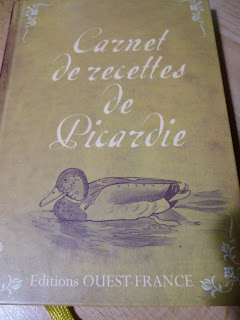 Carnet
de recettes
de
Picardie
Editions OUEST-FRANCE